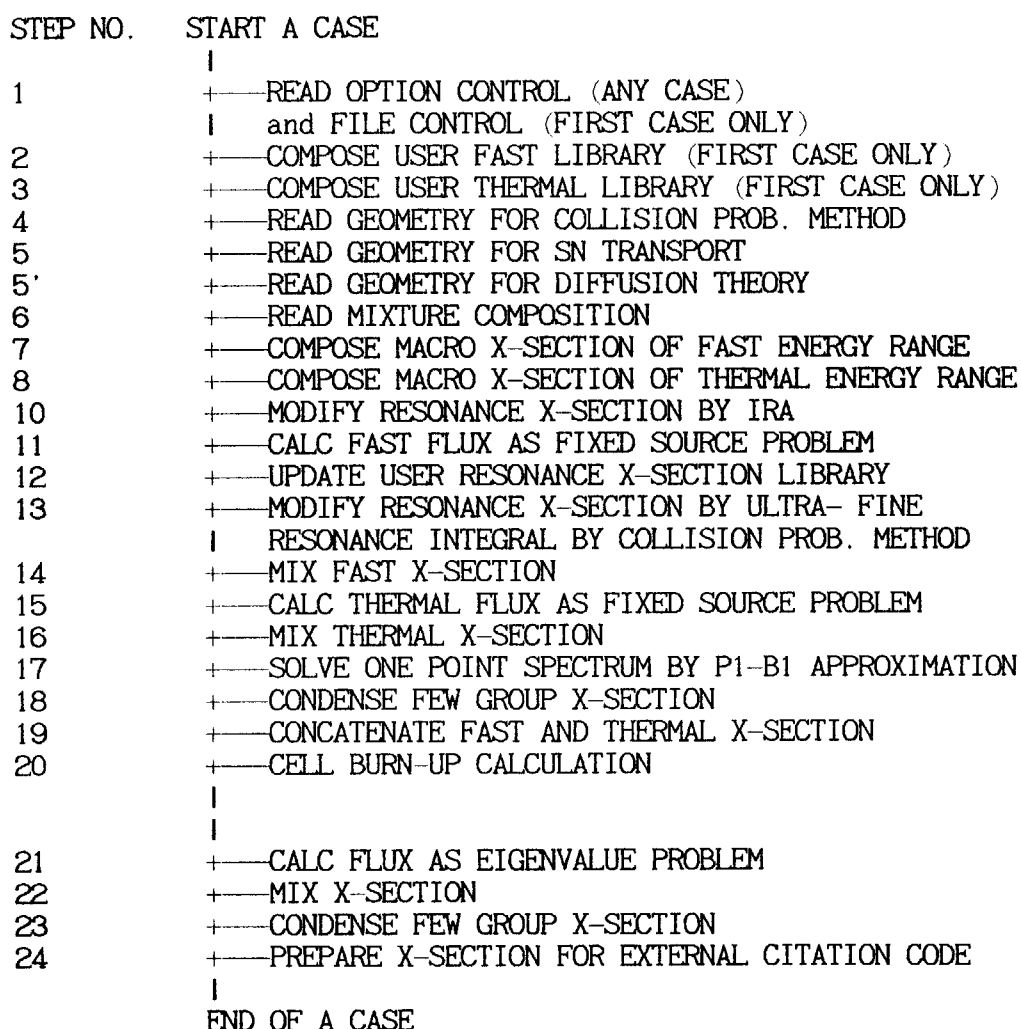 STEP NO. START A CASE
1 READ OPTION CONTROL (ANY CASE)
and FILE CONTROL (FIRST CASE ONLY)
2 COMPOSE USER FAST LIBRARY (FIRST CASE ONLY)
3 COMPOSE USER THERMAL LIBRARY (FIRST CASE ONLY)
4 READ GEOMETRY FOR COLLISION PROB. METHOD
5 READ GEOMETRY FOR SN TRANSPORT
5' READ GEOMETRY FOR DIFFUSION THEORY
6 READ MIXTURE COMPOSITION
7 COMPOSE MACRO X-SECTION OF FAST ENERGY RANGE
8 COMPOSE MACRO X-SECTION OF THERMAL ENERGY RANGE
10 MODIFY RESONANCE X-SECTION BY IRA
11 CALC FAST FLUX AS FIXED SOURCE PROBLEM
12 UPDATE USER RESONANCE X-SECTION LIBRARY
13 MODIFY RESONANCE X-SECTION BY ULTRA- FINE
RESONANCE INTEGRAL BY COLLISION PROB. METHOD
14 MIX FAST X-SECTION
15 CALC THERMAL FLUX AS FIXED SOURCE PROBLEM
16 MIX THERMAL X-SECTION
17 SOLVE ONE POINT SPECTRUM BY P1-B1 APPROXIMATION
18 CONDENSE FEW GROUP X-SECTION
19 CONCATENATE FAST AND THERMAL X-SECTION
20 CELL BURN-UP CALCULATION
21 CALC FLUX AS EIGENVALUE PROBLEM
22 MIX X-SECTION
23 CONDENSE FEW GROUP X-SECTION
24 PREPARE X-SECTION FOR EXTERNAL CITATION CODE
END OF A CASE